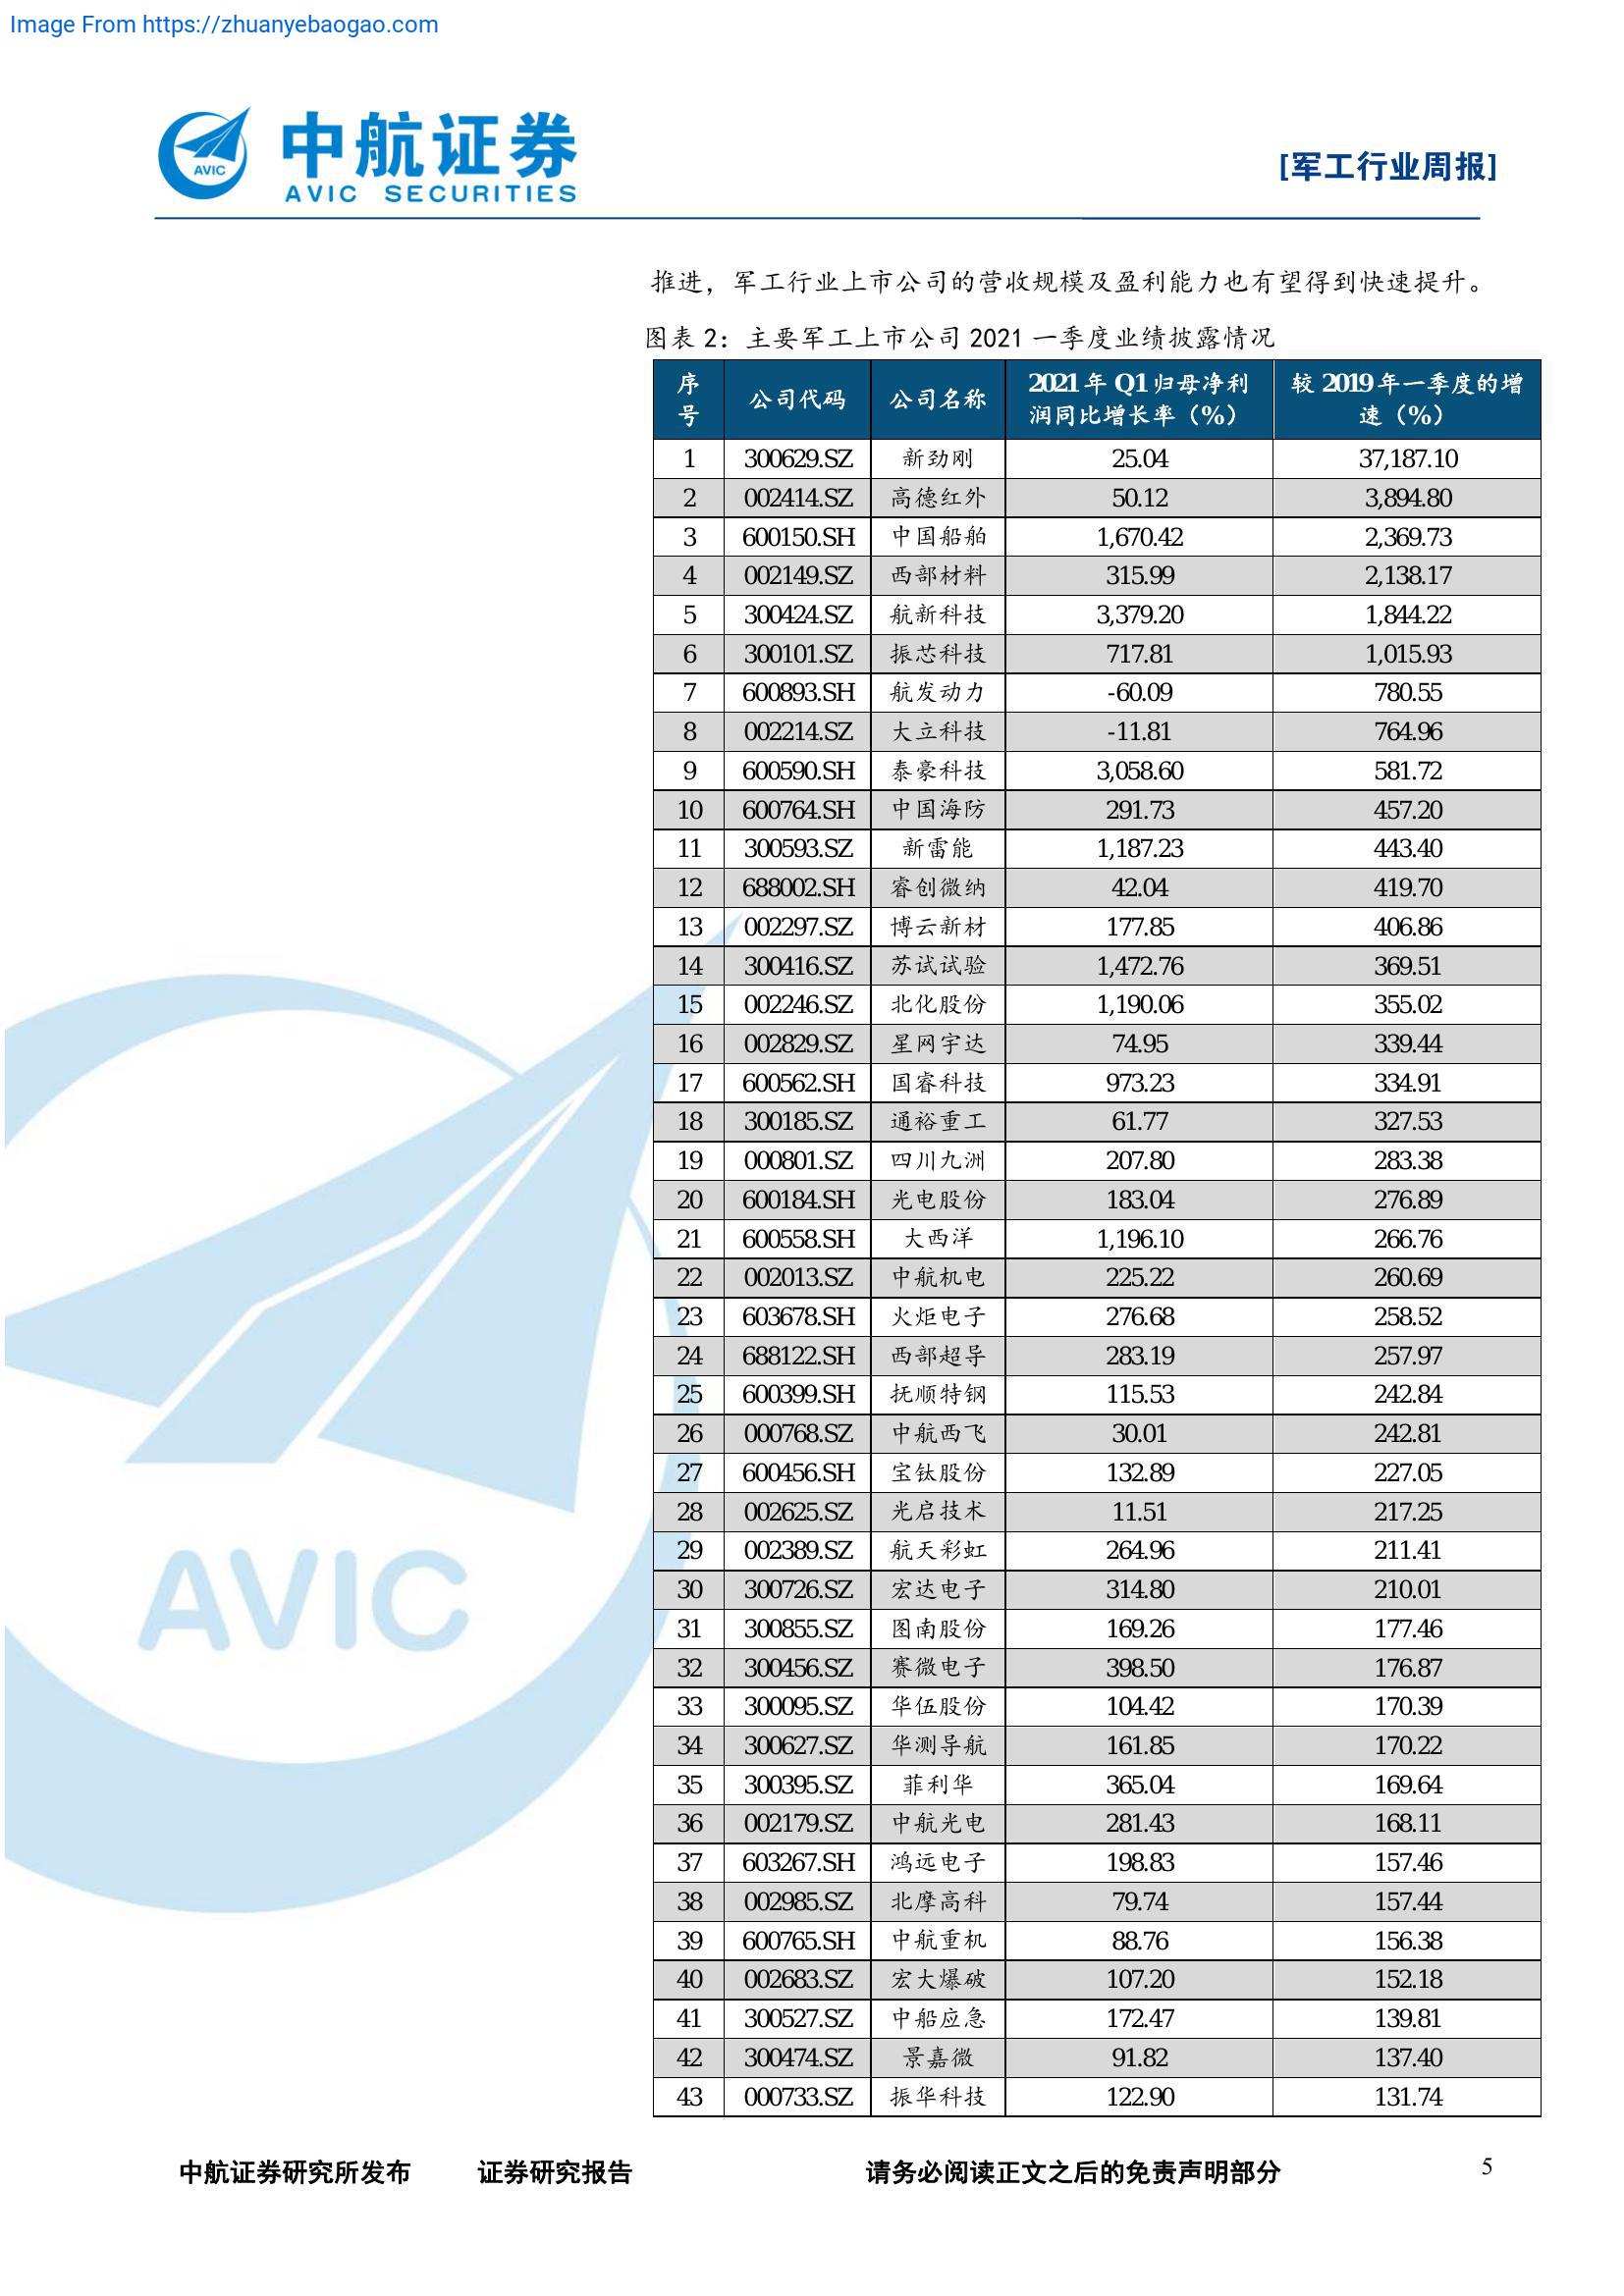 Image From https://zhuanyebaogao.com
中航证券
AVIC SECURITIES
AVIC
[军工行业周报]
推进，军工行业上市公司的营收规模及盈利能力也有望得到快速提升。
图表 2：主要军工上市公司 2021 一季度业绩披露情况
序号 公司代码 公司名称 2021 年 Q1 归母净利润同比增长率（%） 较 2019 年一季度的增速（%）
1 300629.SZ 新劲刚 25.04 37,187.10
2 002414.SZ 高德红外 50.12 3,894.80
3 600150.SH 中国船舶 1,670.42 2,369.73
4 002149.SZ 西部材料 315.99 2,138.17
5 300424.SZ 航新科技 3,379.20 1,844.22
6 300101.SZ 振芯科技 717.81 1,015.93
7 600893.SH 航发动力 -60.09 780.55
8 002214.SZ 大立科技 -11.81 764.96
9 600590.SH 泰豪科技 3,058.60 581.72
10 600764.SH 中国海防 291.73 457.20
11 300593.SZ 新雷能 1,187.23 443.40
12 688002.SH 睿创微纳 42.04 419.70
13 002297.SZ 博云新材 177.85 406.86
14 300416.SZ 苏试试验 1,472.76 369.51
15 002246.SZ 北化股份 1,190.06 355.02
16 002829.SZ 星网宇达 74.95 339.44
17 600562.SH 国睿科技 973.23 334.91
18 300185.SZ 通裕重工 61.77 327.53
19 000801.SZ 四川九洲 207.80 283.38
20 600184.SH 光电股份 183.04 276.89
21 600558.SH 大西洋 1,196.10 266.76
22 002013.SZ 中航机电 225.22 260.69
23 603678.SH 火炬电子 276.68 258.52
24 688122.SH 西部超导 283.19 257.97
25 600399.SH 抚顺特钢 115.53 242.84
26 000768.SZ 中航西飞 30.01 242.81
27 600456.SH 宝钛股份 132.89 227.05
28 002625.SZ 光启技术 11.51 217.25
29 002389.SZ 航天彩虹 264.96 211.41
30 300726.SZ 宏达电子 314.80 210.01
31 300855.SZ 图南股份 169.26 177.46
32 300456.SZ 赛微电子 398.50 176.87
33 300095.SZ 华伍股份 104.42 170.39
34 300627.SZ 华测导航 161.85 170.22
35 300395.SZ 菲利华 365.04 169.64
36 002179.SZ 中航光电 281.43 168.11
37 603267.SH 鸿远电子 198.83 157.46
38 002985.SZ 北摩高科 79.74 157.44
39 600765.SH 中航重机 88.76 156.38
40 002683.SZ 宏大爆破 107.20 152.18
41 300527.SZ 中船应急 172.47 139.81
42 300474.SZ 景嘉微 91.82 137.40
43 000733.SZ 振华科技 122.90 131.74
AVIC
中航证券研究所发布 证券研究报告 请务必阅读正文之后的免责声明部分 5